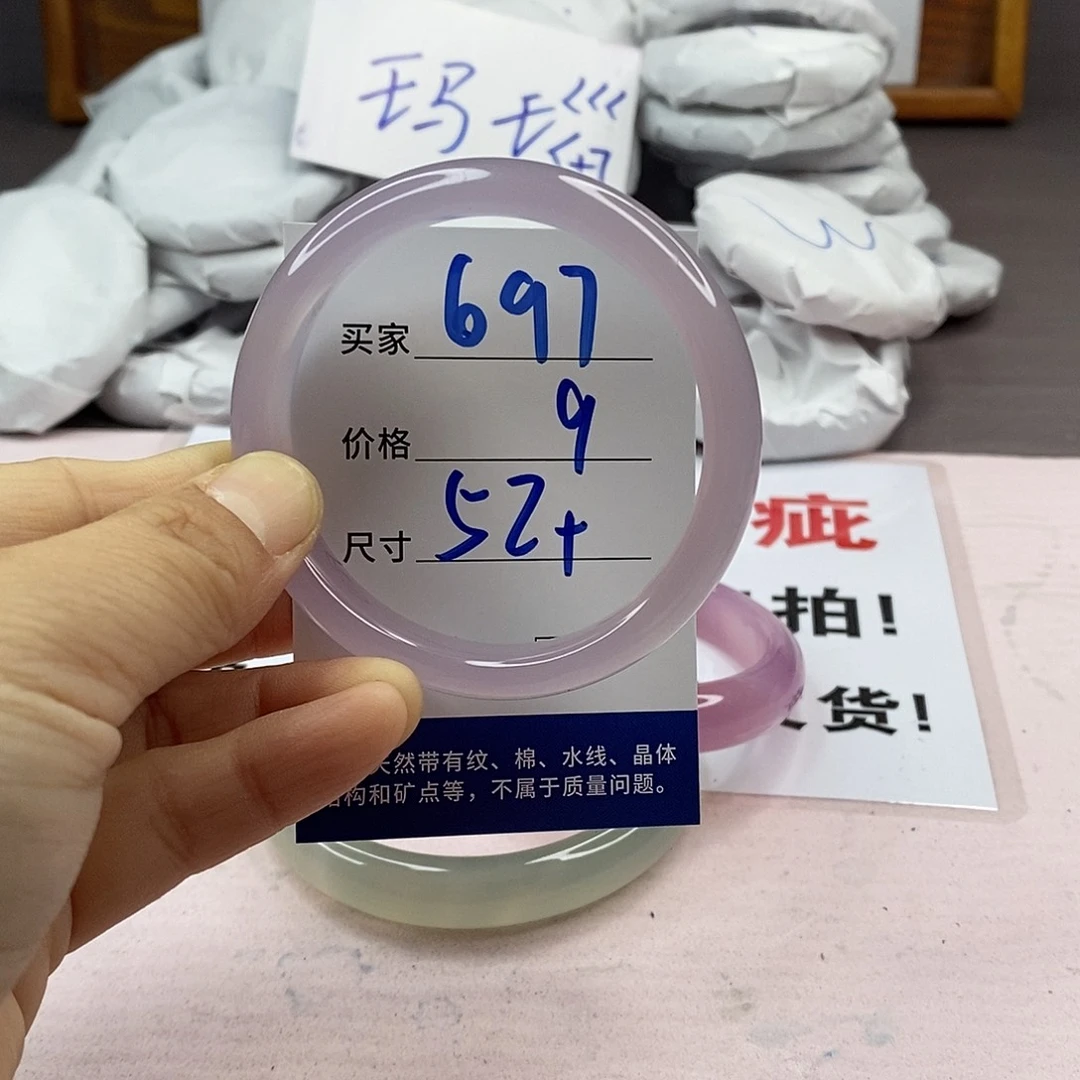 玛瑙
买家 697
价格 9
尺寸 52+
天然带有纹、棉、水线、晶体
结构和矿点等，不属于质量问题。
疵
拍！
货！